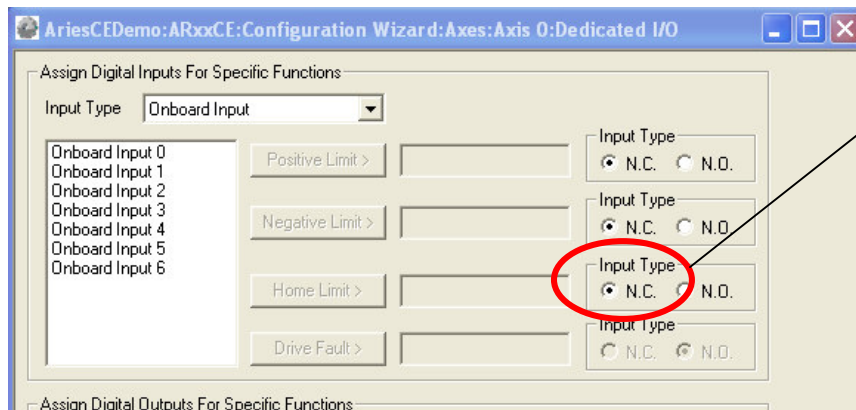 AriesCEDemo:ARxxCE:Configuration Wizard:Axes:Axis 0:Dedicated I/O
Assign Digital Inputs For Specific Functions
Input Type Onboard Input
Onboard Input 0
Onboard Input 1
Onboard Input 2
Onboard Input 3
Onboard Input 4
Onboard Input 5
Onboard Input 6
Positive Limit >
Input Type
N.C. N.O.
Negative Limit >
Input Type
N.C. N.O.
Home Limit >
Input Type
N.C. N.O.
Drive Fault >
Input Type
N.C. N.O.
Assign Digital Outputs For Specific Functions